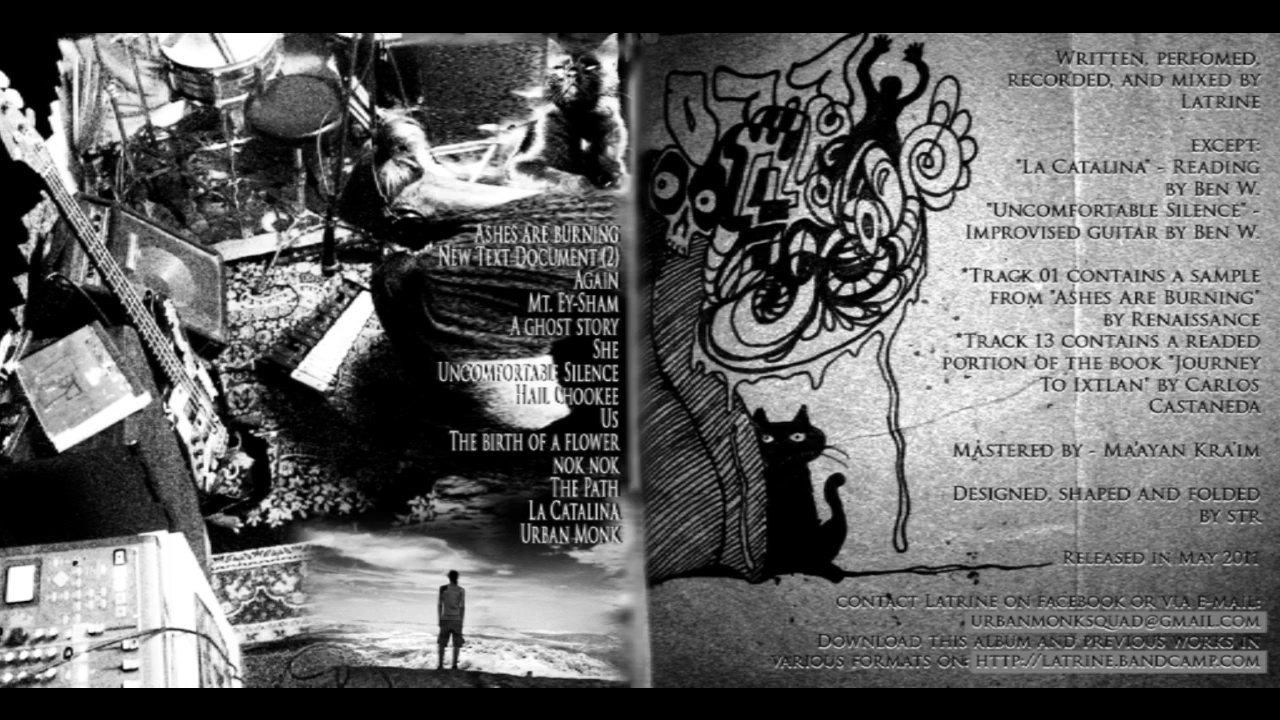 Ashes are burning
New Text Document (2)
Again
Mt. Ey-Sham
A ghost story
She
Uncomfortable Silence
Hail Chookee
Us
The birth of a flower
nok nok
The Path
La Catalina
Urban Monk
Written, perfomed,
recorded, and mixed by
Latrine
except:
"La Catalina" - Reading
by Ben W.
"Uncomfortable Silence" -
Improvised guitar by Ben W.
*Track 01 contains a sample
from "Ashes Are Burning"
by Renaissance
*Track 13 contains a readed
portion of the book "Journey
To Ixtlan" by Carlos
Castaneda
Mastered by - Ma'ayan Kra'im
Designed, shaped and folded
by STR
Released in May 2011
contact Latrine on facebook or via e-mail:
urbanmonksquad@gmail.com
Download this album and previous works in
various formats on: http://latrine.bandcamp.com